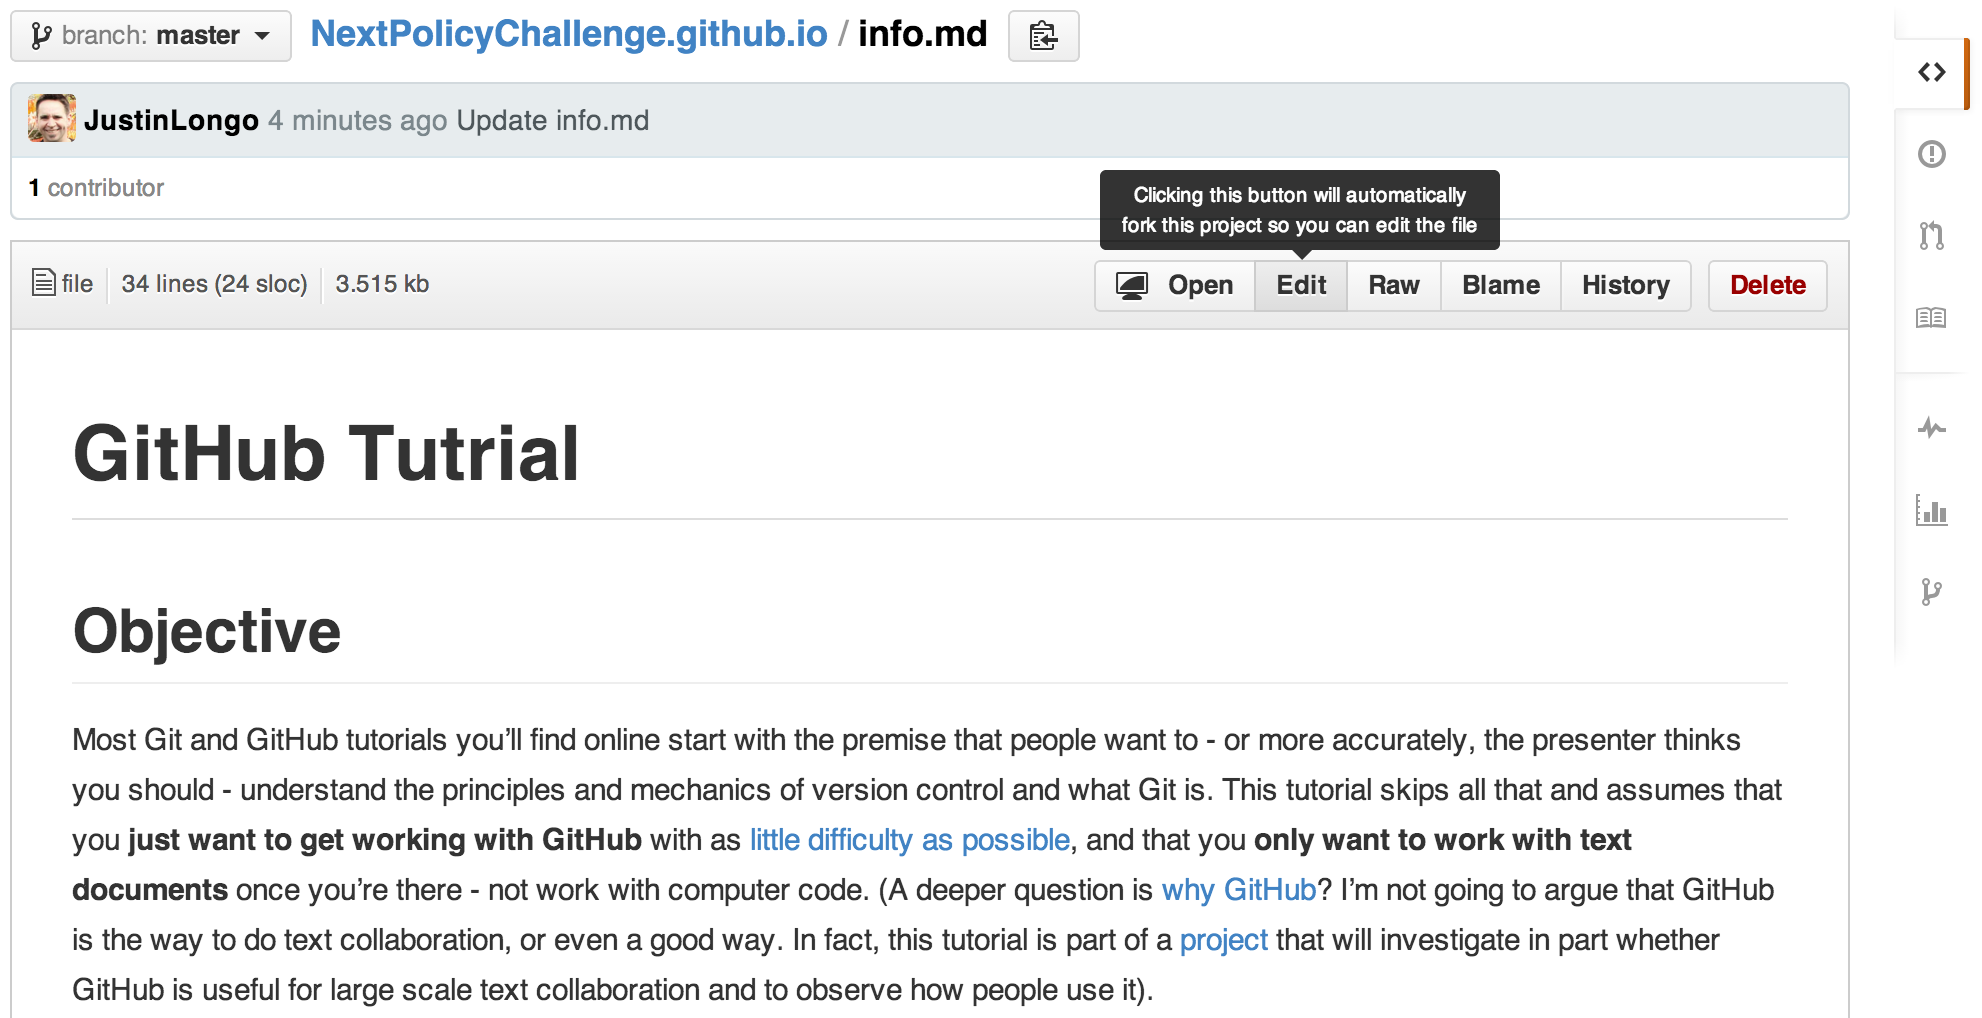 branch: master
NextPolicyChallenge.github.io / info.md
JustinLongo 4 minutes ago Update info.md
1 contributor
Clicking this button will automatically
fork this project so you can edit the file
file 34 lines (24 sloc) 3.515 kb
Open Edit Raw Blame History Delete
GitHub Tutrial
Objective
Most Git and GitHub tutorials you’ll find online start with the premise that people want to - or more accurately, the presenter thinks
you should - understand the principles and mechanics of version control and what Git is. This tutorial skips all that and assumes that
you just want to get working with GitHub with as little difficulty as possible, and that you only want to work with text
documents once you’re there - not work with computer code. (A deeper question is why GitHub? I’m not going to argue that GitHub
is the way to do text collaboration, or even a good way. In fact, this tutorial is part of a project that will investigate in part whether
GitHub is useful for large scale text collaboration and to observe how people use it).